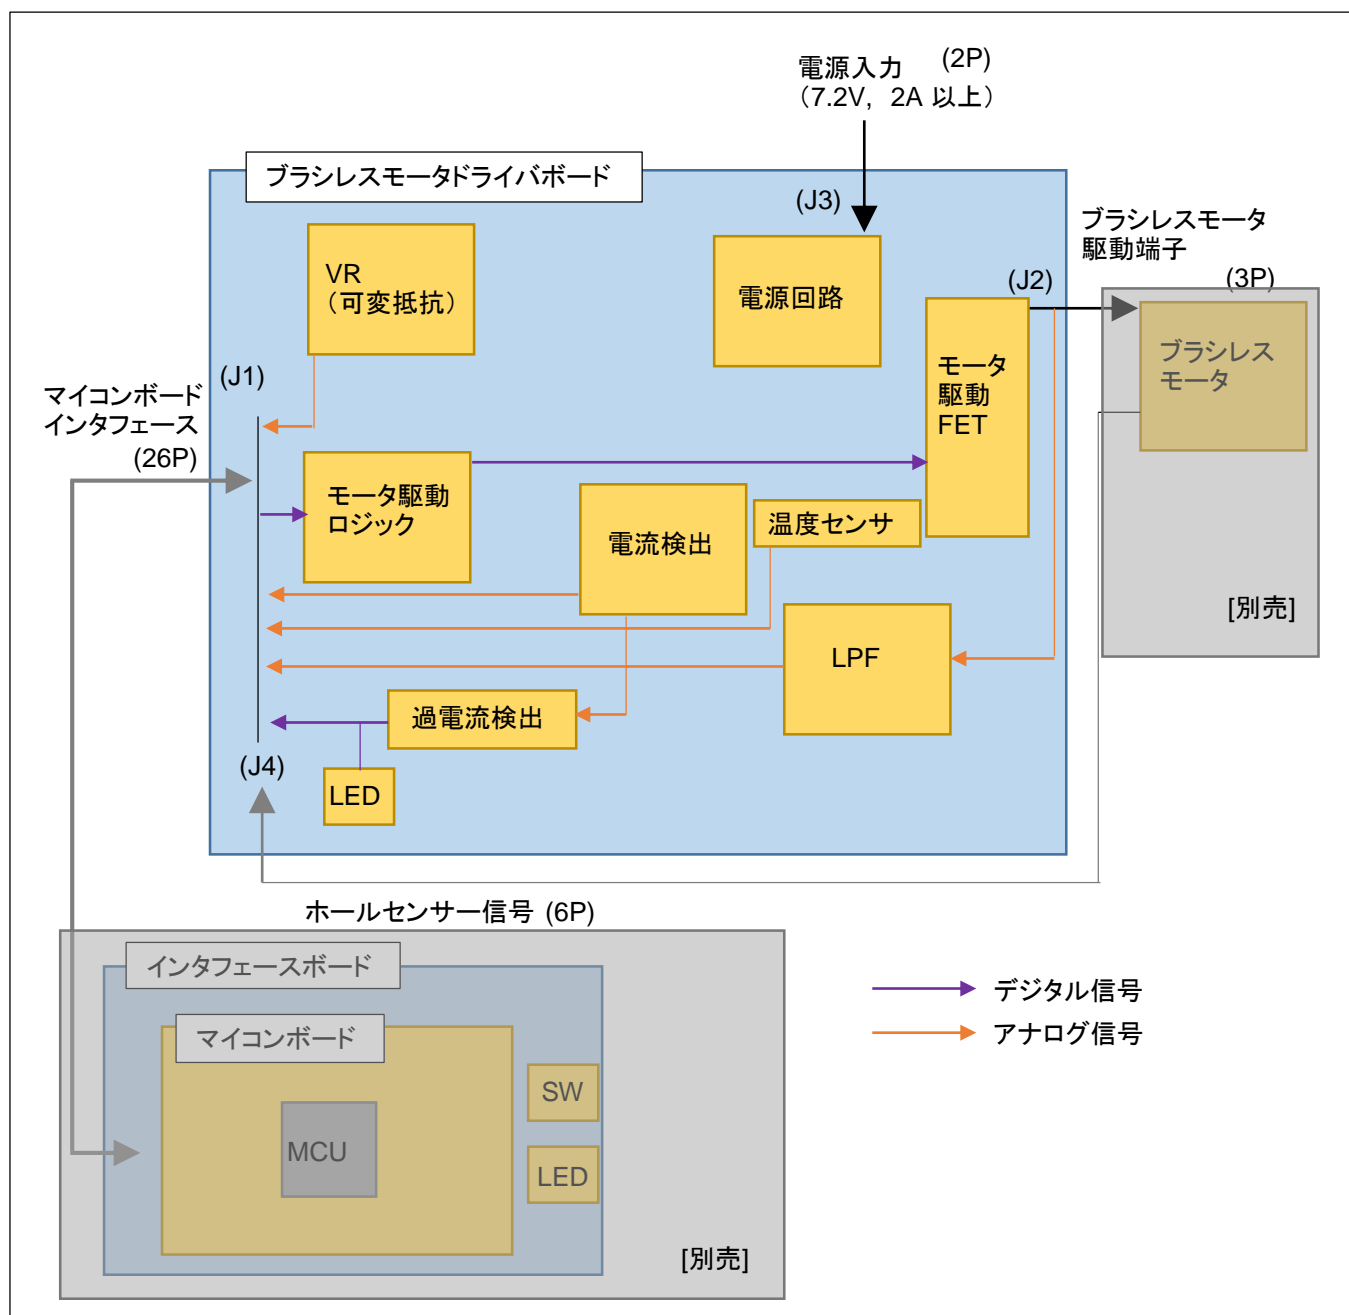 電源入力 (2P)
（7.2V, 2A 以上）
ブラシレスモータドライバボード
(J3)
ブラシレスモータ
駆動端子
(J2)
(3P)
VR
（可変抵抗）
電源回路
モータ
駆動
FET
ブラシレス
モータ
(J1)
マイコンボード
インタフェース
(26P)
モータ駆動
ロジック
電流検出
温度センサ
[別売]
LPF
過電流検出
(J4)
LED
ホールセンサー信号 (6P)
インタフェースボード
マイコンボード
デジタル信号
アナログ信号
SW
MCU
LED
[別売]